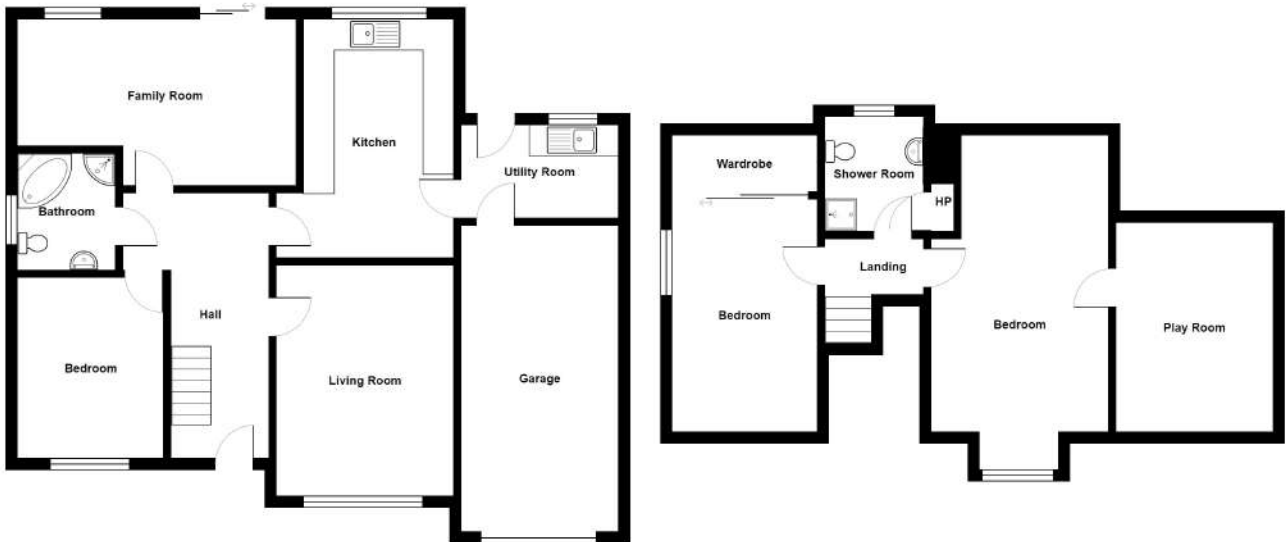 Family Room
Kitchen
Utility Room
Bathroom
Hall
Bedroom
Living Room
Garage
Wardrobe
Shower Room
HP
Landing
Bedroom
Bedroom
Play Room